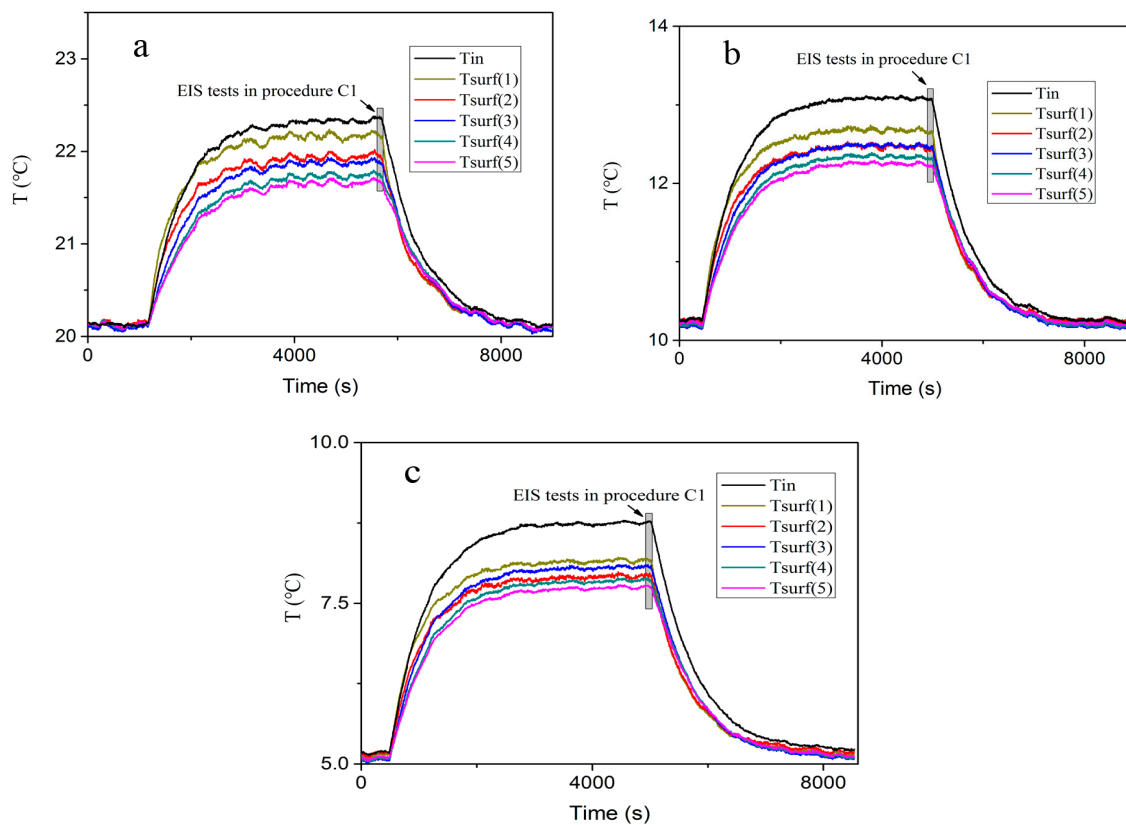 a
EIS tests in procedure C1
Tin
Tsurf(1)
Tsurf(2)
Tsurf(3)
Tsurf(4)
Tsurf(5)
23
22
21
20
T (℃)
0
4000
8000
Time (s)
b
EIS tests in procedure C1
Tin
Tsurf(1)
Tsurf(2)
Tsurf(3)
Tsurf(4)
Tsurf(5)
14
12
10
T (℃)
0
4000
8000
Time (s)
c
EIS tests in procedure C1
Tin
Tsurf(1)
Tsurf(2)
Tsurf(3)
Tsurf(4)
Tsurf(5)
10.0
7.5
5.0
T (℃)
0
4000
8000
Time (s)